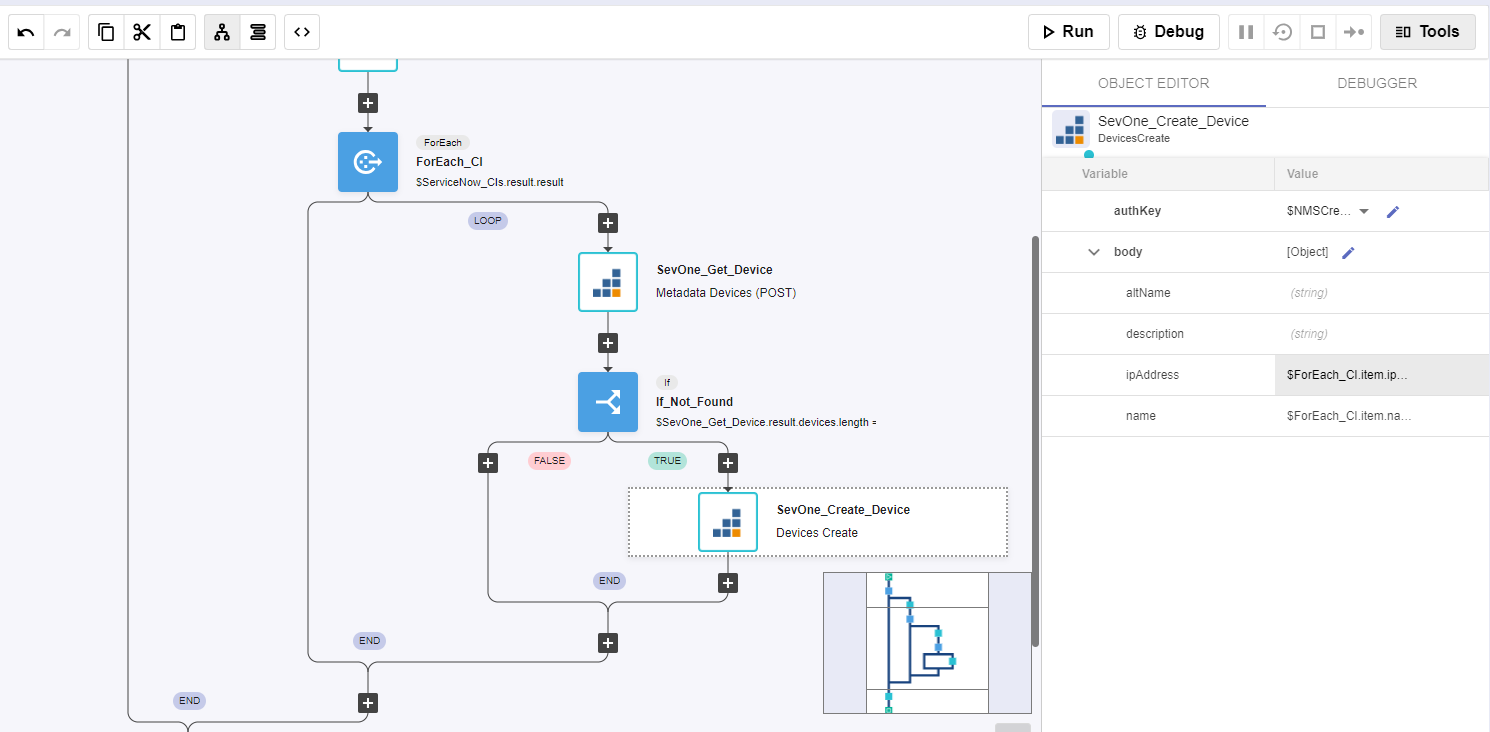 Run
Debug
Tools
ForEach
ForEach_CI
$ServiceNow_CIs.result.result
LOOP
SevOne_Get_Device
Metadata Devices (POST)
If
If_Not_Found
$SevOne_Get_Device.result.devices.length =
FALSE
TRUE
SevOne_Create_Device
Devices Create
END
END
END
OBJECT EDITOR
DEBUGGER
SevOne_Create_Device
DevicesCreate
Variable Value
authKey $NMSCre...
body [Object]
altName (string)
description (string)
ipAddress $ForEach_CI.item.ip...
name $ForEach_CI.item.na...